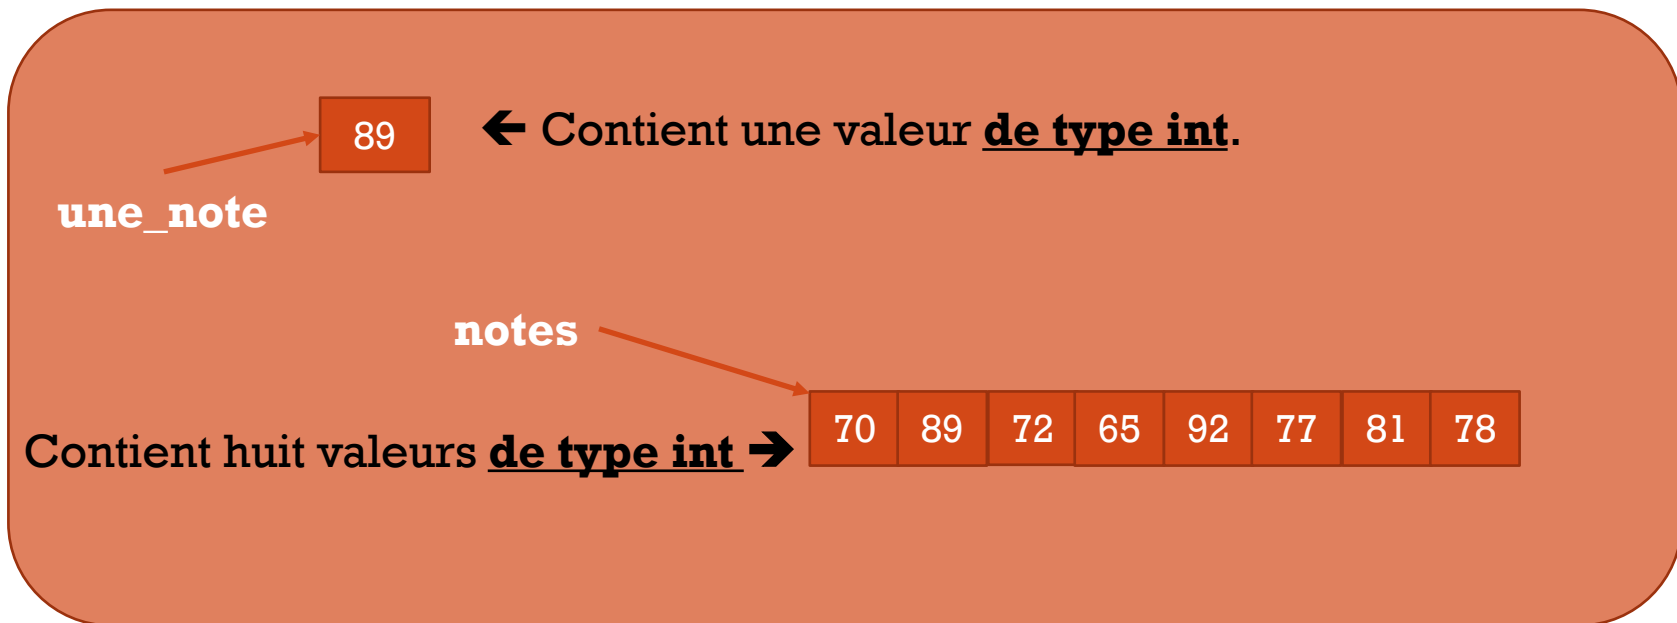 89 🡸 Contient une valeur de type int.
une_note
notes
70 89 72 65 92 77 81 78
Contient huit valeurs de type int 🡺